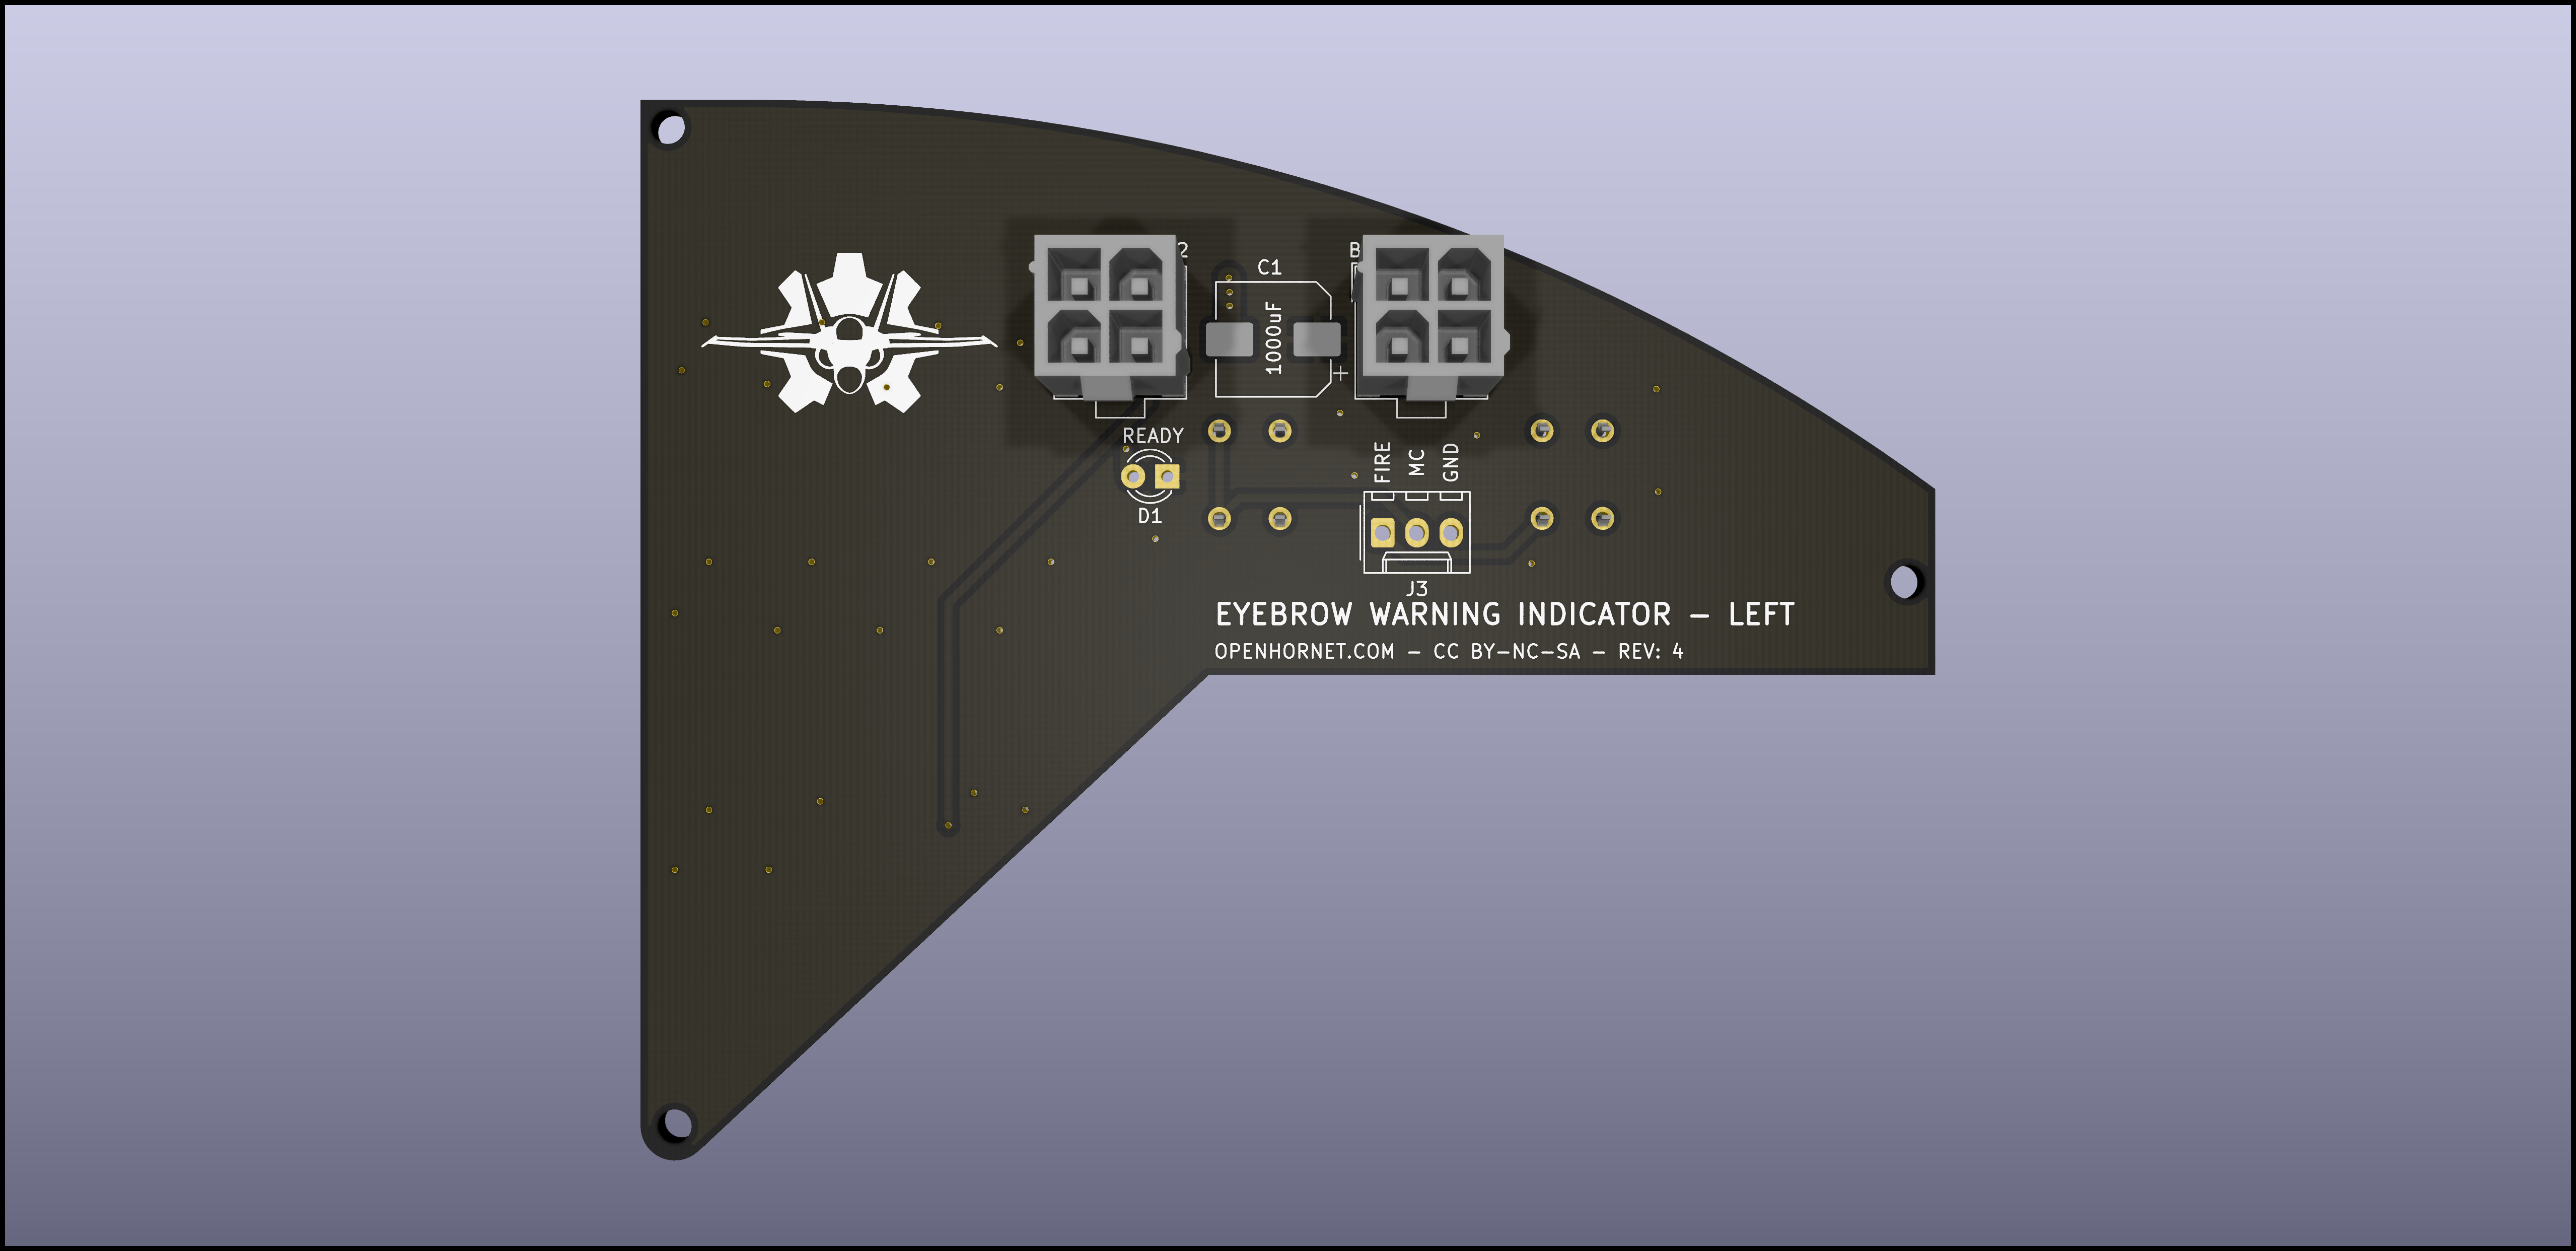 2
C1
B
1000uF
+
READY
D1
FIRE
MC
GND
J3
EYEBROW WARNING INDICATOR - LEFT
OPENHORNET.COM - CC BY-NC-SA - REV: 4